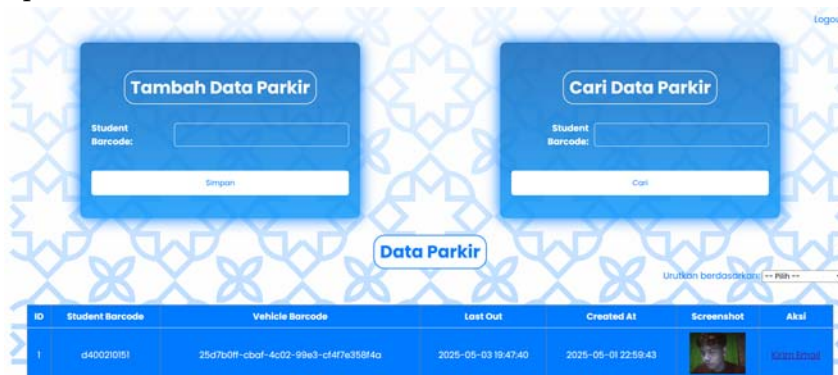 Logou
Tambah Data Parkir
Cari Data Parkir
Student Barcode:
Student Barcode:
Simpan
Cari
Data Parkir
Urutkan berdasarkan: -- Pilih --
ID Student Barcode Vehicle Barcode Last Out Created At Screenshot Aksi
1 d400210151 25d7b0ff-cbaf-4c02-99e3-cf4f7e358f4a 2025-05-03 19:47:40 2025-05-01 22:59:43 Kirim Email